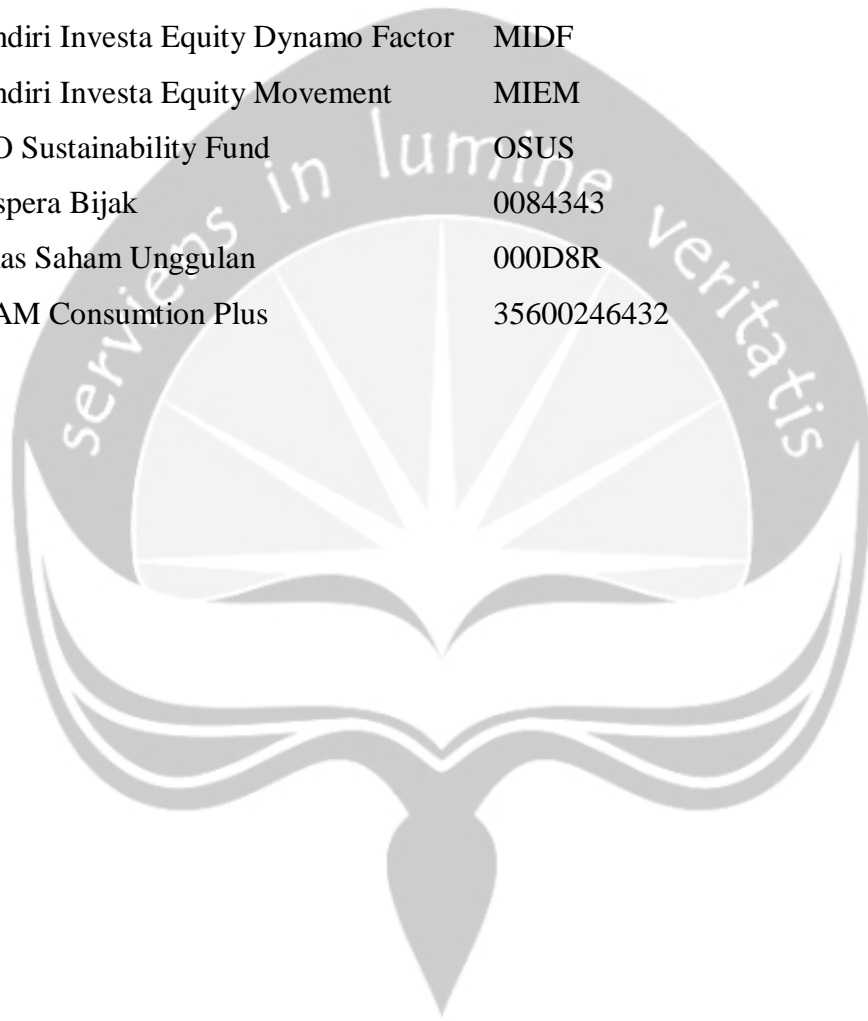 ndiri Investa Equity Dynamo Factor MIDF
ndiri Investa Equity Movement MIEM
O Sustainability Fund OSUS
spera Bijak 0084343
as Saham Unggulan 000D8R
AM Consumtion Plus 35600246432
serviens in lumine veritatis